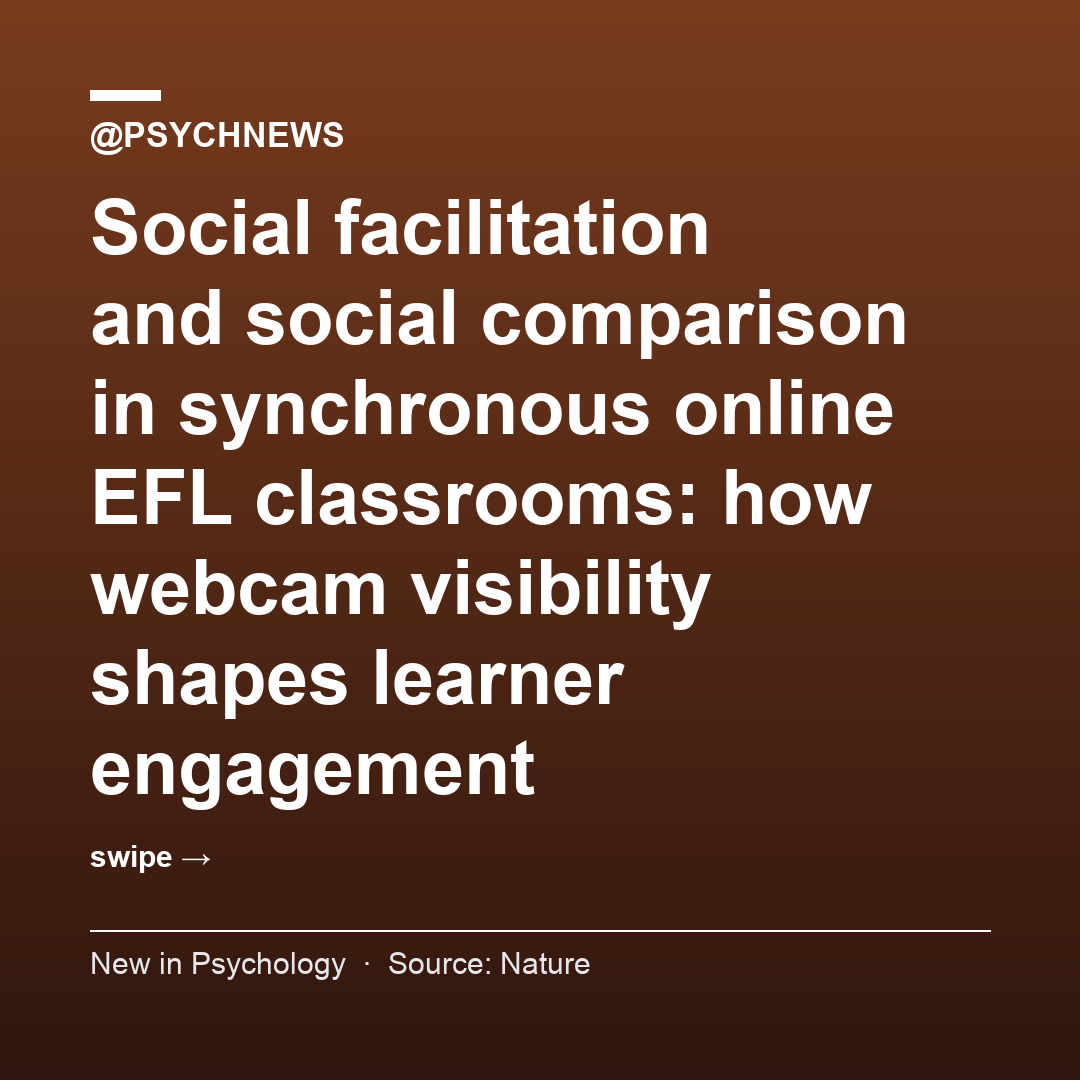 @PSYCHNEWS
Social facilitation
and social comparison
in synchronous online
EFL classrooms: how
webcam visibility
shapes learner
engagement
swipe →
New in Psychology · Source: Nature